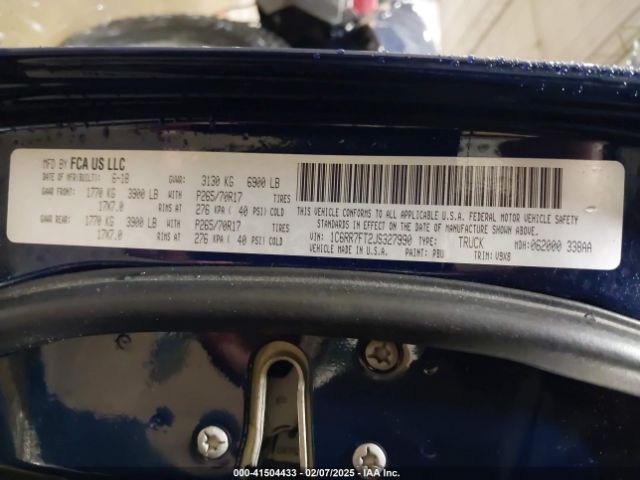 MFD BY FCA US LLC
DATE OF MFR/BUILT: 6-18 GVWR: 3130 KG 6900 LB
GAWR FRONT: 1770 KG 3900 LB WITH P265/70R17 TIRES
17X7.0 RIMS AT 276 KPA ( 40 PSI) COLD
GAWR REAR: 1770 KG 3900 LB WITH P265/70R17 TIRES
17X7.0 RIMS AT 276 KPA ( 40 PSI) COLD
THIS VEHICLE CONFORMS TO ALL APPLICABLE U.S.A. FEDERAL MOTOR VEHICLE SAFETY
STANDARDS IN EFFECT ON THE DATE OF MANUFACTURE SHOWN ABOVE.
VIN: 1C6RR7FT2JS327990 TYPE: TRUCK MDH: 062000 338AA
VEHICLE MADE IN U.S.A. PAINT: PBU TRIM: V9X8
000-41504433 - 02/07/2025 - IAA Inc.